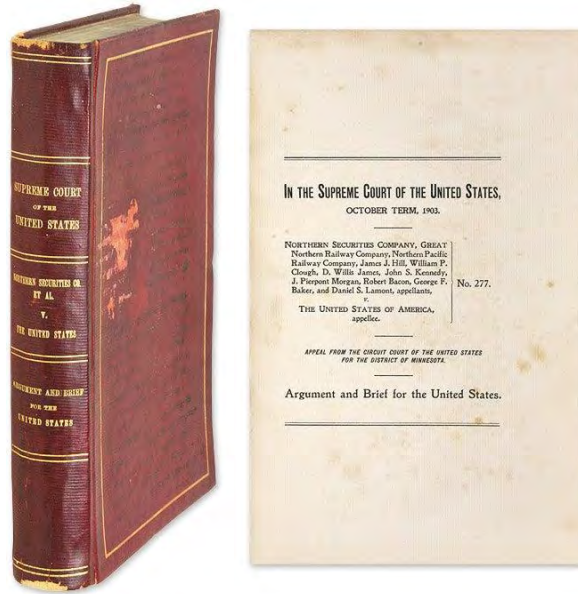 SUPREME COURT
OF THE
UNITED STATES
NORTHERN SECURITIES CO.
ET AL
V.
THE UNITED STATES
ARGUMENT AND BRIEF
FOR THE
UNITED STATES
IN THE SUPREME COURT OF THE UNITED STATES,
OCTOBER TERM, 1903.
NORTHERN SECURITIES COMPANY, GREAT
Northern Railway Company, Northern Pacific
Railway Company, James J. Hill, William P.
Clough, D. Willis James, John S. Kennedy,
J. Pierpont Morgan, Robert Bacon, George F.
Baker, and Daniel S. Lamont, appellants,
v.
THE UNITED STATES OF AMERICA,
appellee.
No. 277.
APPEAL FROM THE CIRCUIT COURT OF THE UNITED STATES
FOR THE DISTRICT OF MINNESOTA.
Argument and Brief for the United States.